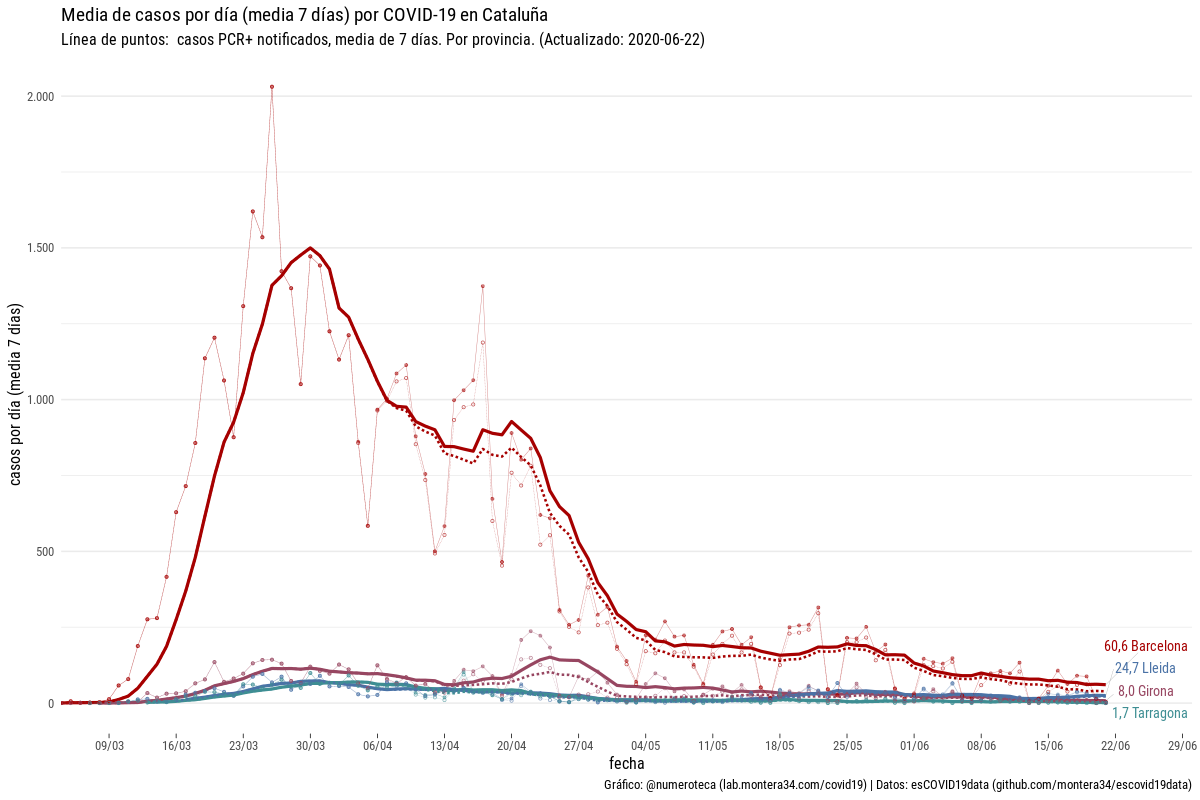 Media de casos por día (media 7 días) por COVID-19 en Cataluña
Línea de puntos: casos PCR+ notificados, media de 7 días. Por provincia. (Actualizado: 2020-06-22)
casos por día (media 7 días)
2.000
1.500
1.000
500
0
60,6 Barcelona
24,7 Lleida
8,0 Girona
1,7 Tarragona
09/03 16/03 23/03 30/03 06/04 13/04 20/04 27/04 04/05 11/05 18/05 25/05 01/06 08/06 15/06 22/06 29/06
fecha
Gráfico: @numeroteca (lab.montera34.com/covid19) | Datos: esCOVID19data (github.com/montera34/escovid19data)